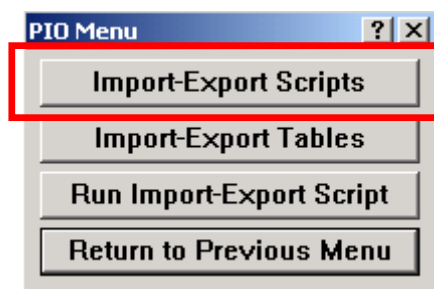 PIO Menu ? ×
Import-Export Scripts
Import-Export Tables
Run Import-Export Script
Return to Previous Menu